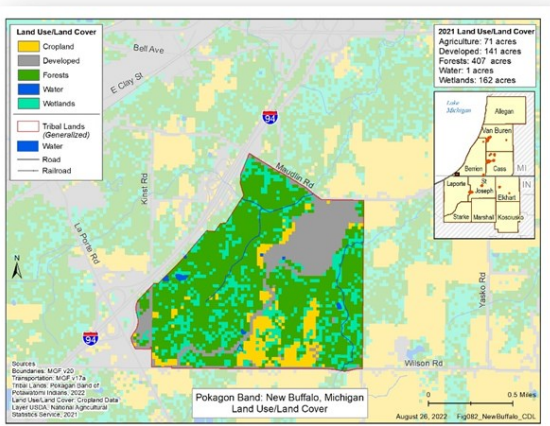 Land Use/Land Cover
Cropland
Developed
Forests
Water
Wetlands
Tribal Lands
(Generalized)
Water
Road
Railroad
Bell Ave
E Clay St
94
Kinst Rd
Maudlin Rd
La Porte Rd
N
94
Yasko Rd
Wilson Rd
2021 Land Use/Land Cover
Agriculture: 71 acres
Developed: 141 acres
Forests: 407 acres
Water: 1 acres
Wetlands: 162 acres
Lake
Michigan
Allegan
Van Buren
Berrien
Cass
MI
IN
Laporte
St
Joseph
Elkhart
Starke
Marshall
Kosciusko
Sources
Boundaries: MGF v20
Transportation: MGF v17a
Tribal Lands: Pokagon Band of
Potawatomi Indians, 2022
Land Use/Land Cover: Cropland Data
Layer USDA, National Agricultural
Statistics Service, 2021
Pokagon Band: New Buffalo, Michigan
Land Use/Land Cover
0
0.5 Miles
August 26, 2022
Fig082_NewBuffalo_CDL